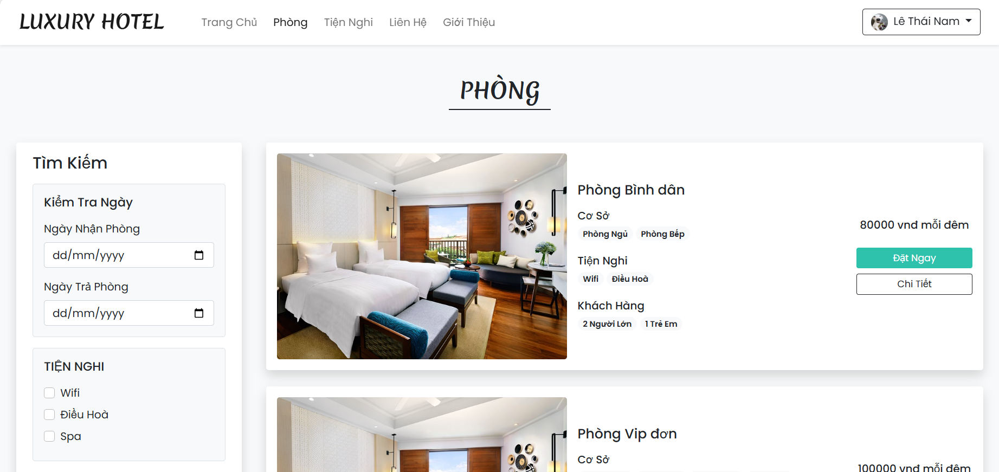 LUXURY HOTEL
Trang Chủ
Phòng
Tiện Nghi
Liên Hệ
Giới Thiệu
Lê Thái Nam
PHÒNG
Tìm Kiếm
Kiểm Tra Ngày
Ngày Nhận Phòng
dd/mm/yyyy
Ngày Trả Phòng
dd/mm/yyyy
TIỆN NGHI
Wifi
Điều Hoà
Spa
Phòng Bình dân
Cơ Sở
Phòng Ngủ Phòng Bếp
Tiện Nghi
Wifi Điều Hoà
Khách Hàng
2 Người Lớn 1 Trẻ Em
80000 vnđ mỗi đêm
Đặt Ngay
Chi Tiết
Phòng Vip đơn
Cơ Sở
100000 vnđ mỗi đêm